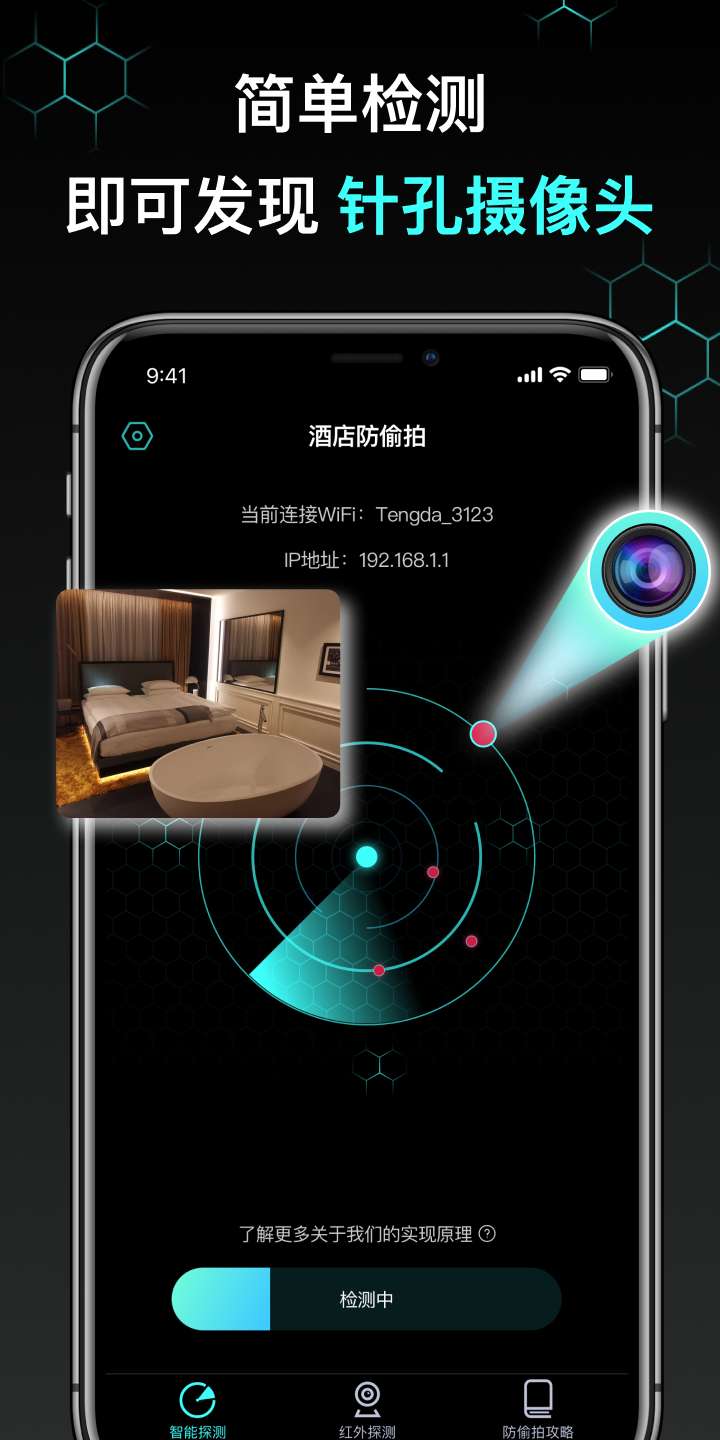 简单检测
即可发现 针孔摄像头
9:41
酒店防偷拍
当前连接WiFi：Tengda_3123
IP地址：192.168.1.1
了解更多关于我们的实现原理 ?
检测中
智能探测
红外探测
防偷拍攻略